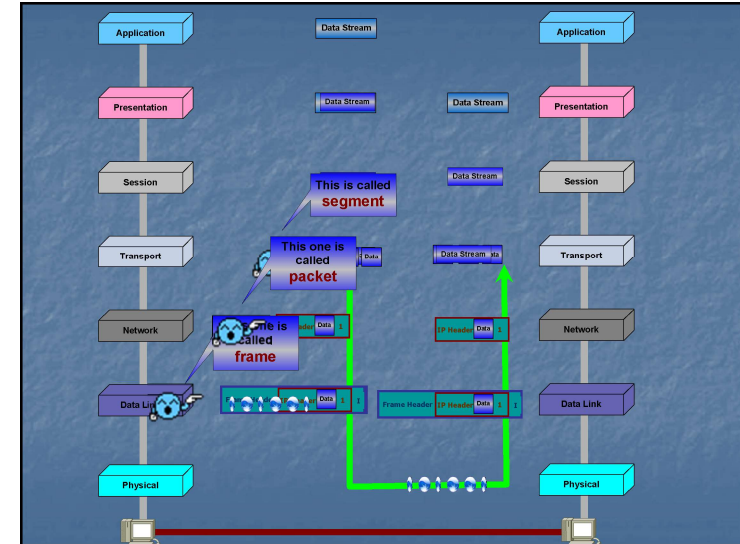 Application
Data Stream
Application
Presentation
Data Stream
Data Stream
Presentation
Session
This is called
segment
Data Stream
Session
Transport
This one is
called
packet
Data
Data Stream
Transport
Network
Data
I
IP Header
Data
I
Network
called
frame
Data Link
Data
I
I
Frame Header
IP Header
Data
I
I
Data Link
Physical
Physical